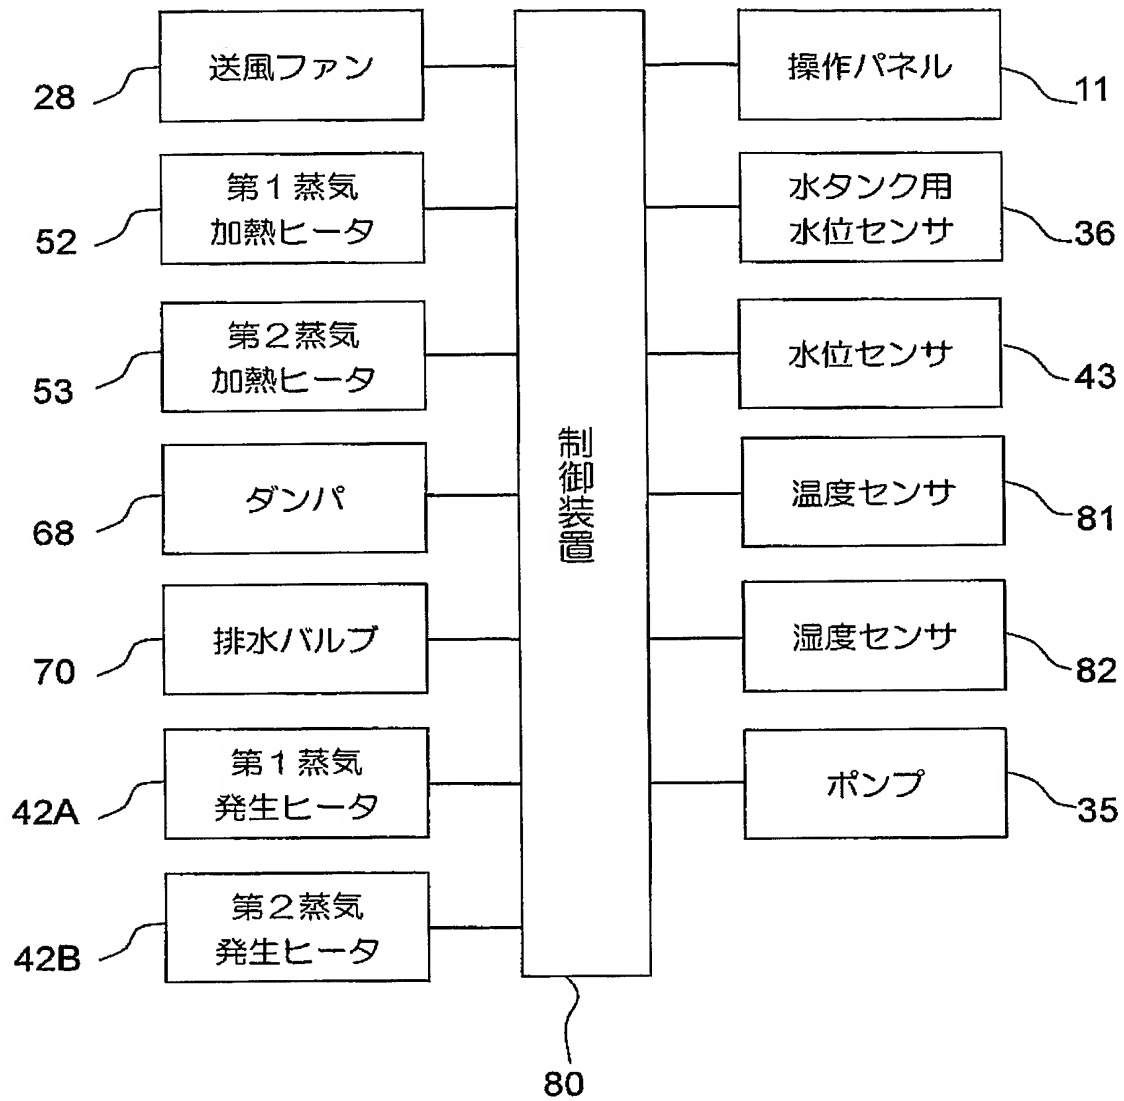 送風ファン
28
第1蒸気
加熱ヒータ
52
第2蒸気
加熱ヒータ
53
ダンパ
68
排水バルブ
70
第1蒸気
発生ヒータ
42A
第2蒸気
発生ヒータ
42B
制御装置
80
操作パネル
11
水タンク用
水位センサ
36
水位センサ
43
温度センサ
81
湿度センサ
82
ポンプ
35